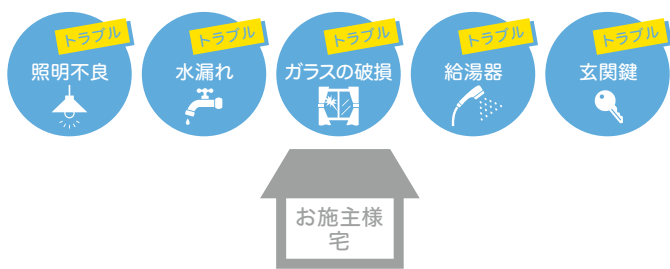 トラブル
照明不良
トラブル
水漏れ
トラブル
ガラスの破損
トラブル
給湯器
トラブル
玄関鍵
お施主様
宅